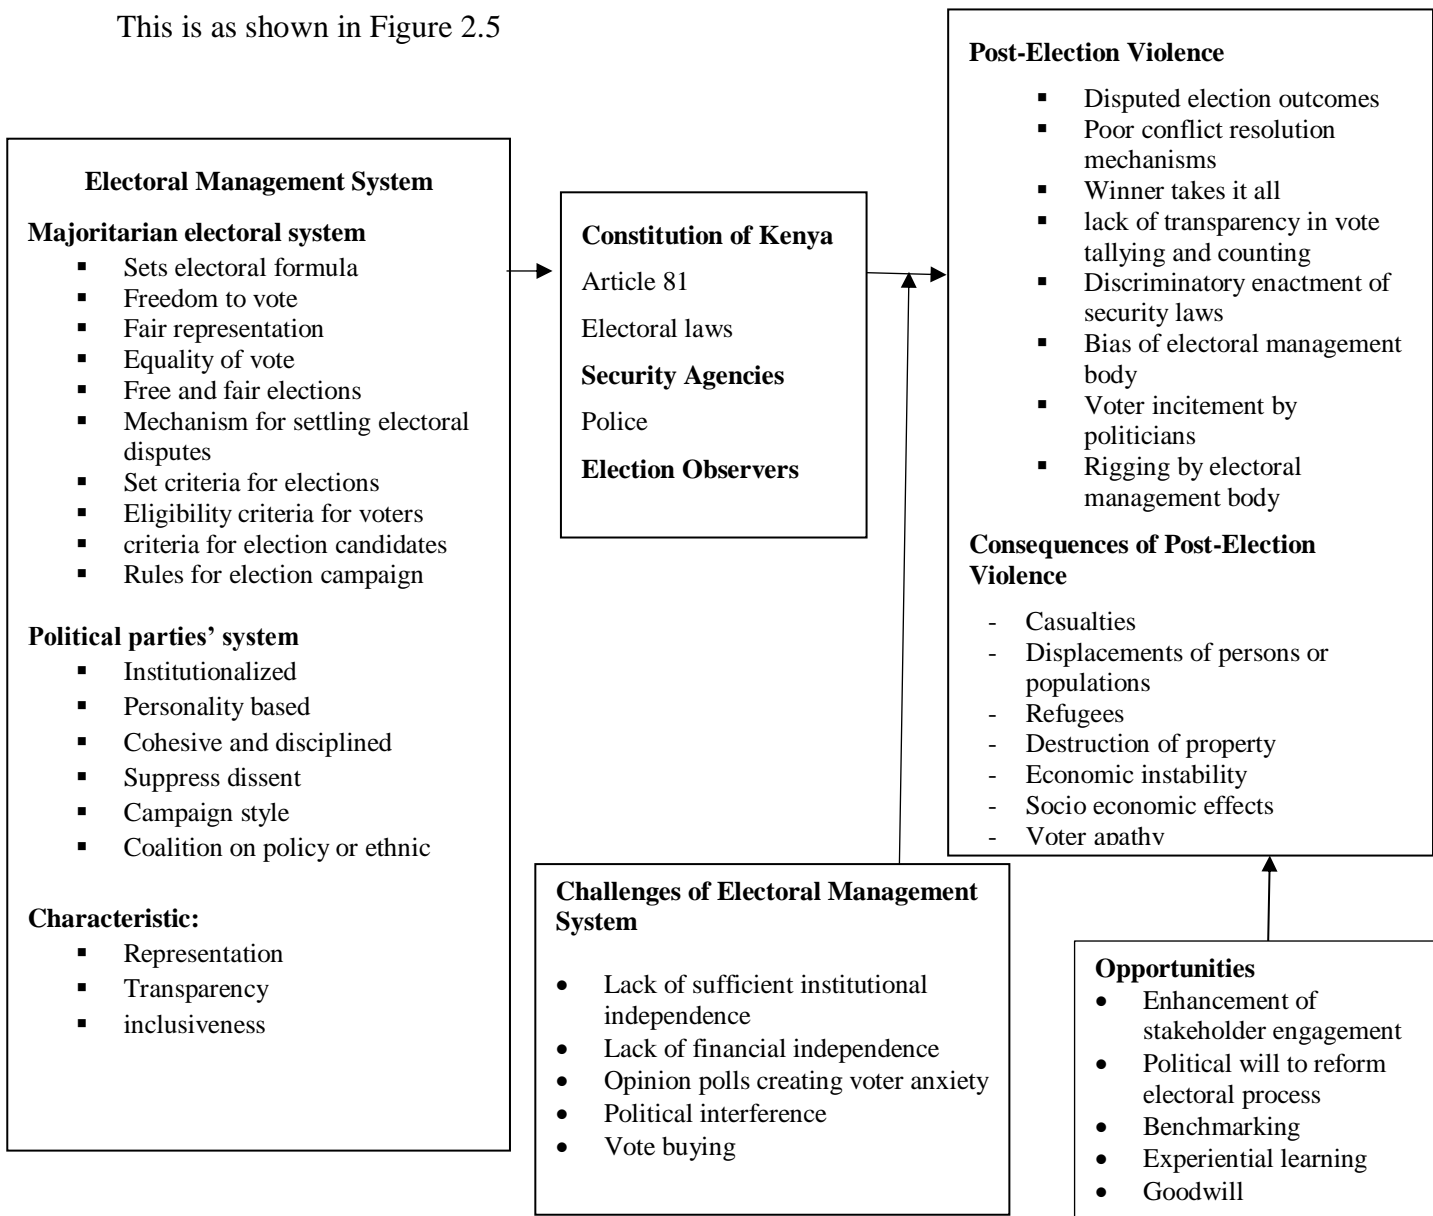 This is as shown in Figure 2.5
Electoral Management System
Majoritarian electoral system
▪ Sets electoral formula
▪ Freedom to vote
▪ Fair representation
▪ Equality of vote
▪ Free and fair elections
▪ Mechanism for settling electoral
disputes
▪ Set criteria for elections
▪ Eligibility criteria for voters
▪ criteria for election candidates
▪ Rules for election campaign
Political parties’ system
▪ Institutionalized
▪ Personality based
▪ Cohesive and disciplined
▪ Suppress dissent
▪ Campaign style
▪ Coalition on policy or ethnic
Characteristic:
▪ Representation
▪ Transparency
▪ inclusiveness
Constitution of Kenya
Article 81
Electoral laws
Security Agencies
Police
Election Observers
Post-Election Violence
▪ Disputed election outcomes
▪ Poor conflict resolution
mechanisms
▪ Winner takes it all
▪ lack of transparency in vote
tallying and counting
▪ Discriminatory enactment of
security laws
▪ Bias of electoral management
body
▪ Voter incitement by
politicians
▪ Rigging by electoral
management body
Consequences of Post-Election
Violence
- Casualties
- Displacements of persons or
populations
- Refugees
- Destruction of property
- Economic instability
- Socio economic effects
- Voter apathy
Challenges of Electoral Management
System
• Lack of sufficient institutional
independence
• Lack of financial independence
• Opinion polls creating voter anxiety
• Political interference
• Vote buying
Opportunities
• Enhancement of
stakeholder engagement
• Political will to reform
electoral process
• Benchmarking
• Experiential learning
• Goodwill